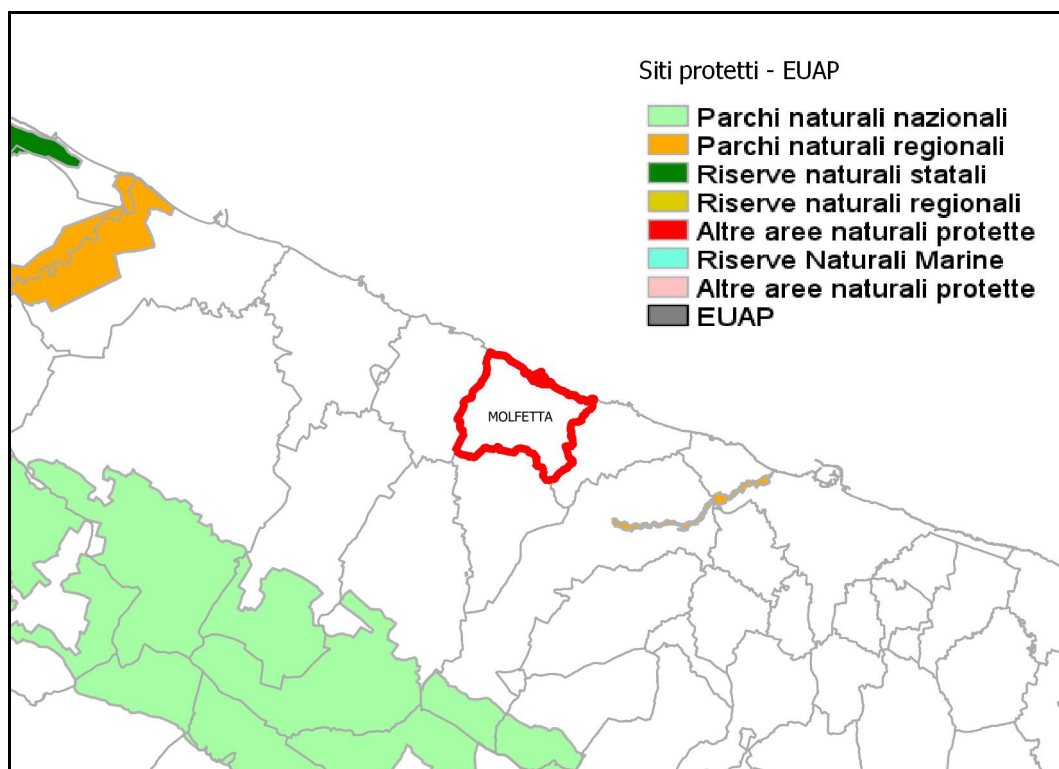 Siti protetti - EUAP
Parchi naturali nazionali
Parchi naturali regionali
Riserve naturali statali
Riserve naturali regionali
Altre aree naturali protette
Riserve Naturali Marine
Altre aree naturali protette
EUAP
MOLFETTA